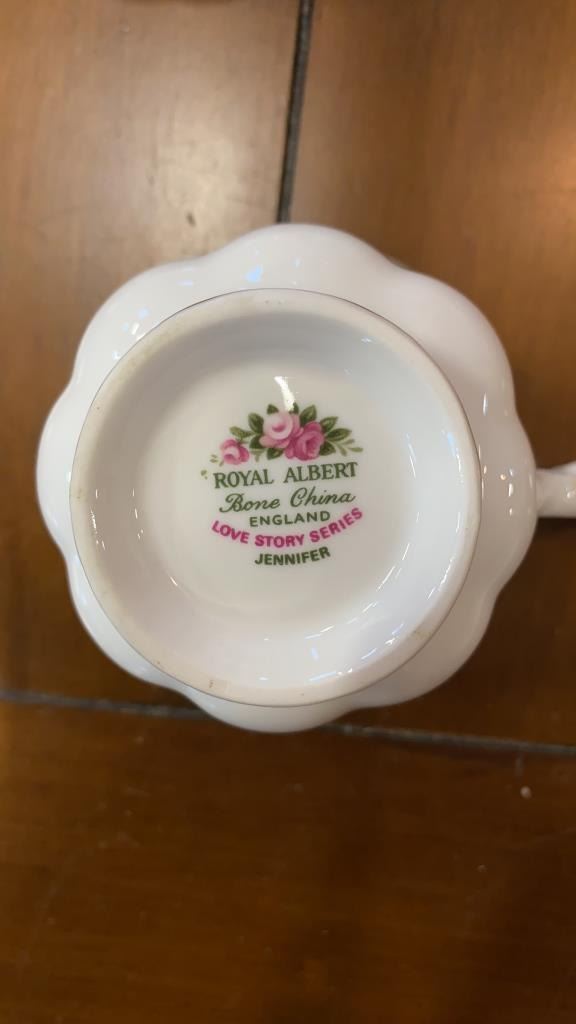 ROYAL ALBERT
Bone China
ENGLAND
LOVE STORY SERIES
JENNIFER